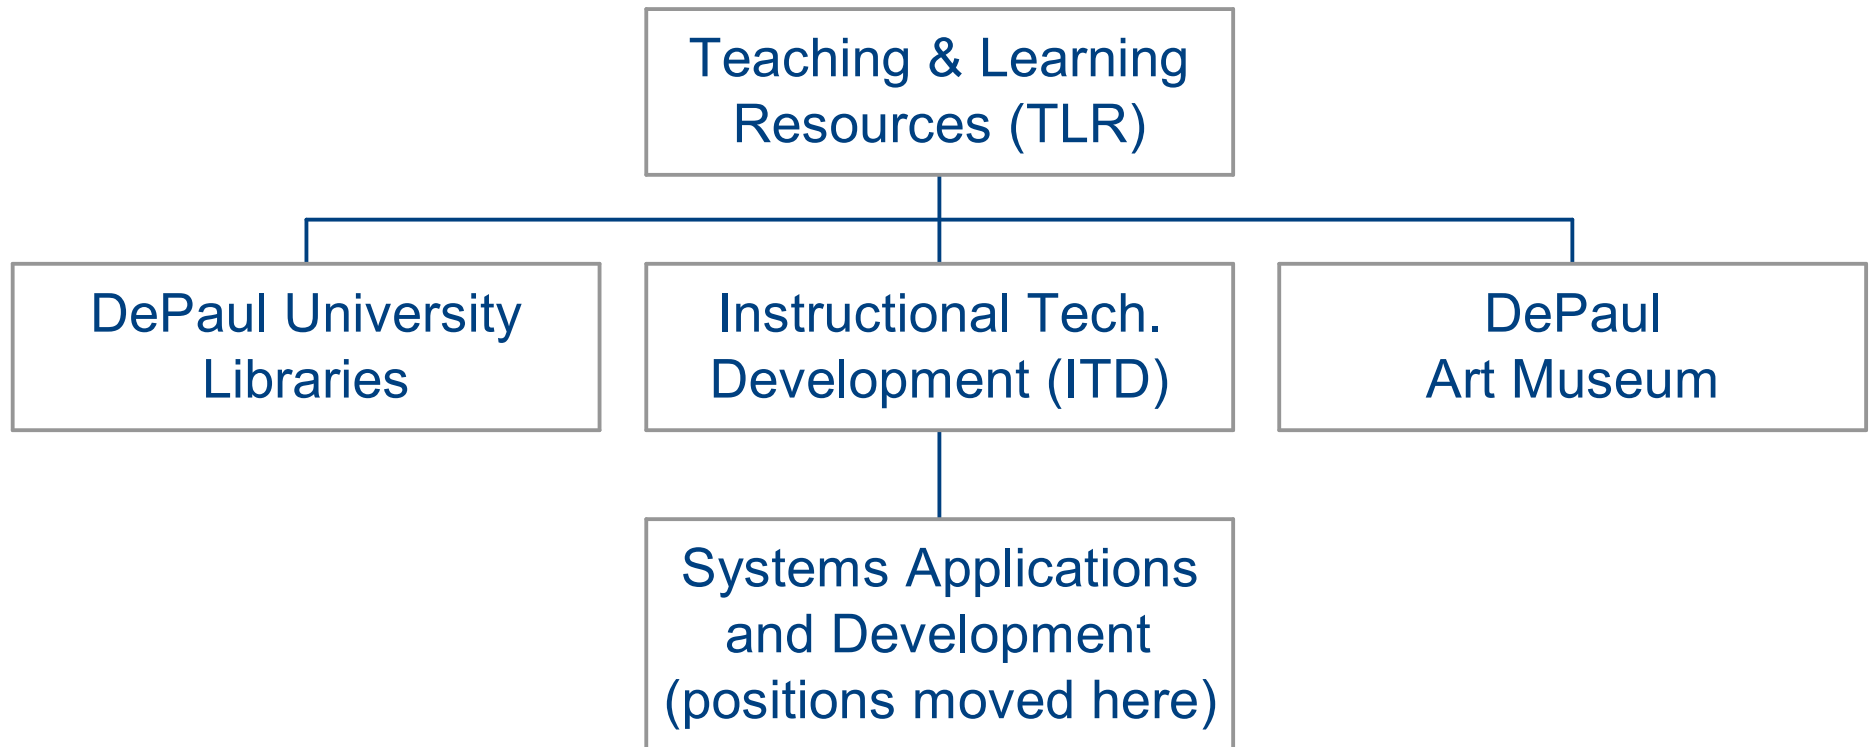 Teaching & Learning
Resources (TLR)
DePaul University
Libraries
Instructional Tech.
Development (ITD)
DePaul
Art Museum
Systems Applications
and Development
(positions moved here)